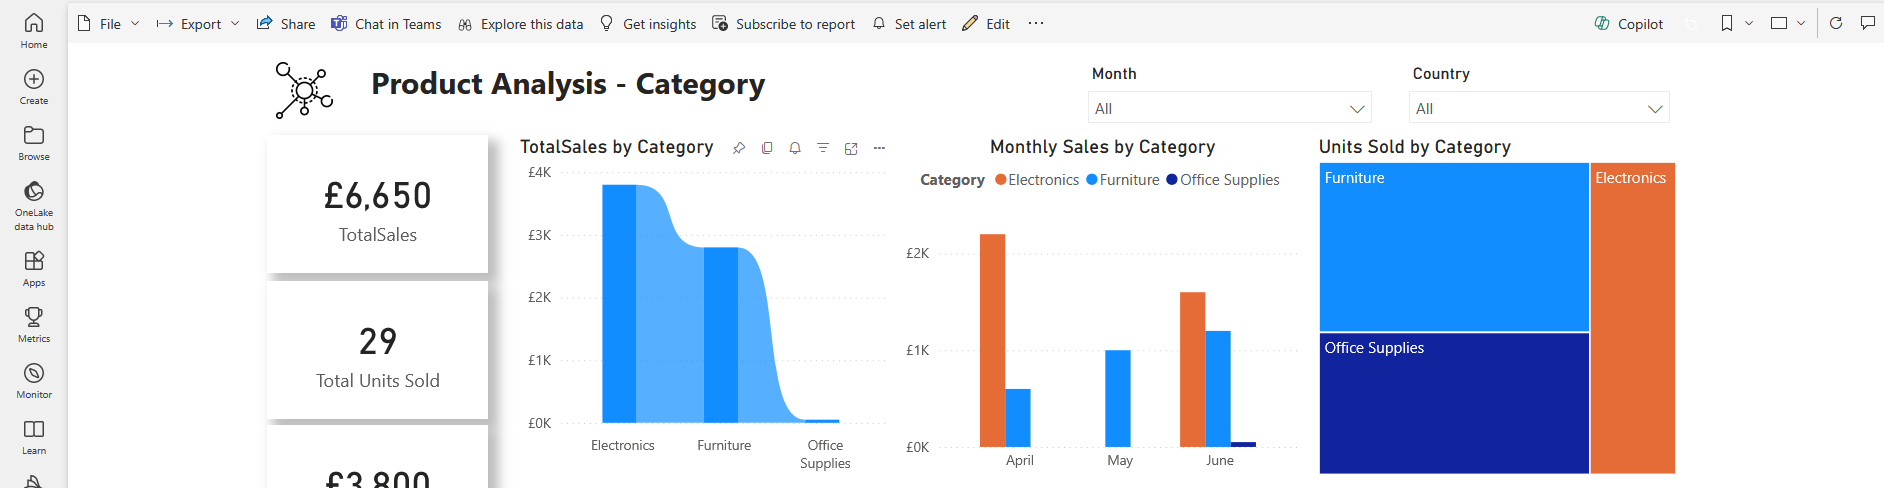 File Export Share Chat in Teams Explore this data Get insights Subscribe to report Set alert Edit ··· Copilot
Home
Create
Browse
OneLake
data hub
Apps
Metrics
Monitor
Learn
Product Analysis - Category
Month
All
Country
All
£6,650
TotalSales
29
Total Units Sold
£3,800
TotalSales by Category
£4K
£3K
£2K
£1K
£0K
Electronics Furniture Office
Supplies
Monthly Sales by Category
Category Electronics Furniture Office Supplies
£2K
£1K
£0K
April May June
Units Sold by Category
Furniture
Electronics
Office Supplies